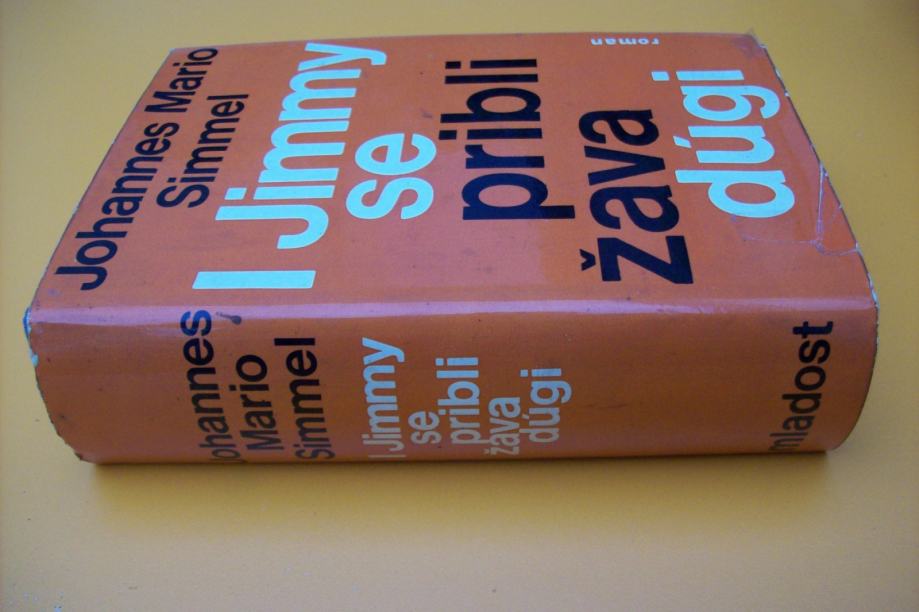 Johannes Mario
Simmel
I Jimmy
se
pribli
žava
dúgi
roman
Johannes
Mario
Simmel
I Jimmy
se
pribli
žava
dúgi
mladost